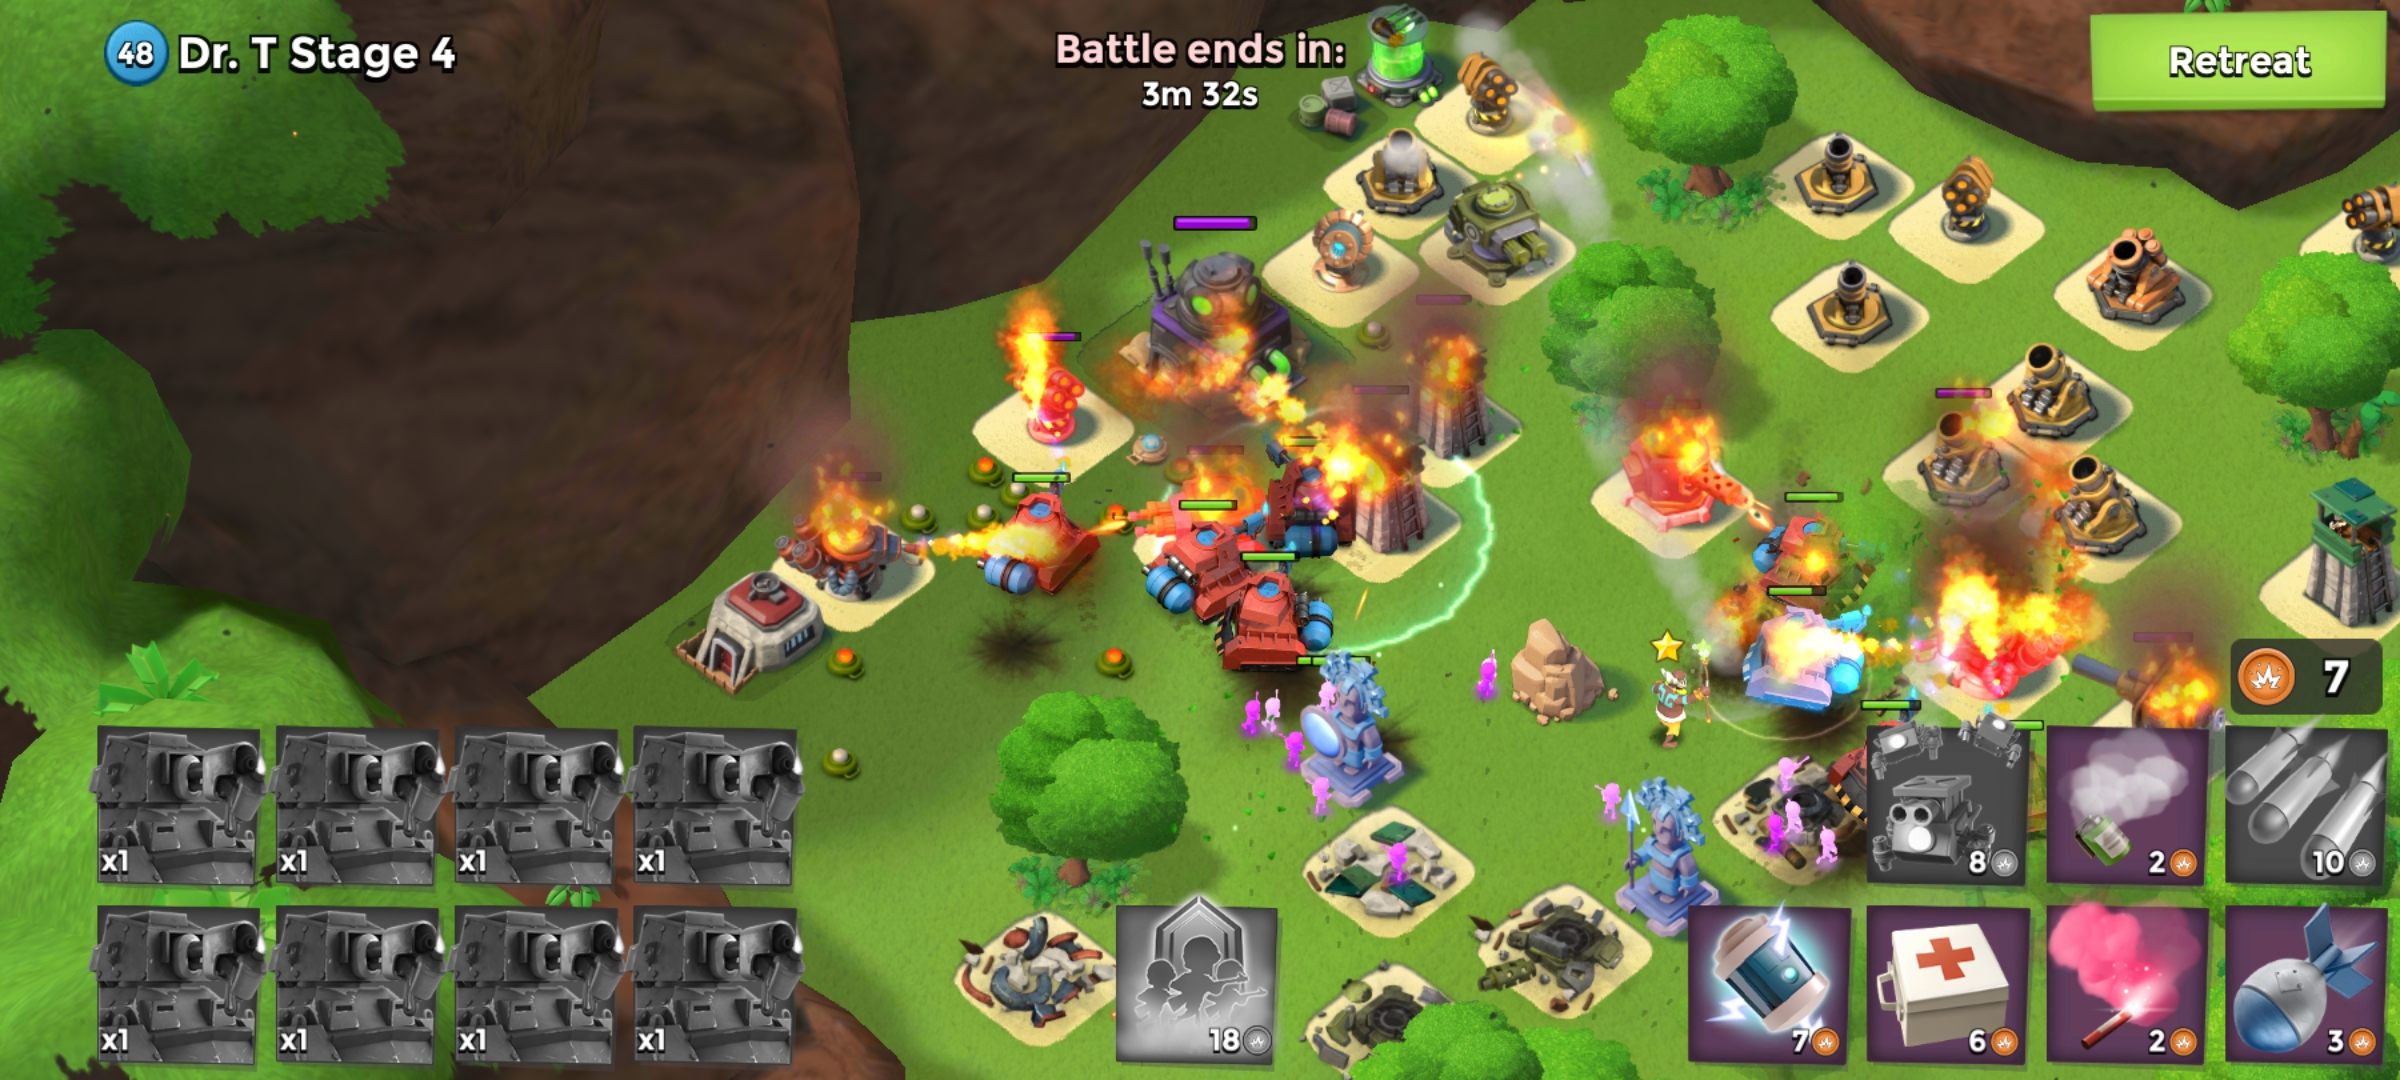 48 Dr. T Stage 4
Battle ends in:
3m 32s
Retreat
7
x1 x1 x1 x1
8 2 10
x1 x1 x1 x1
18 7 6 2 3